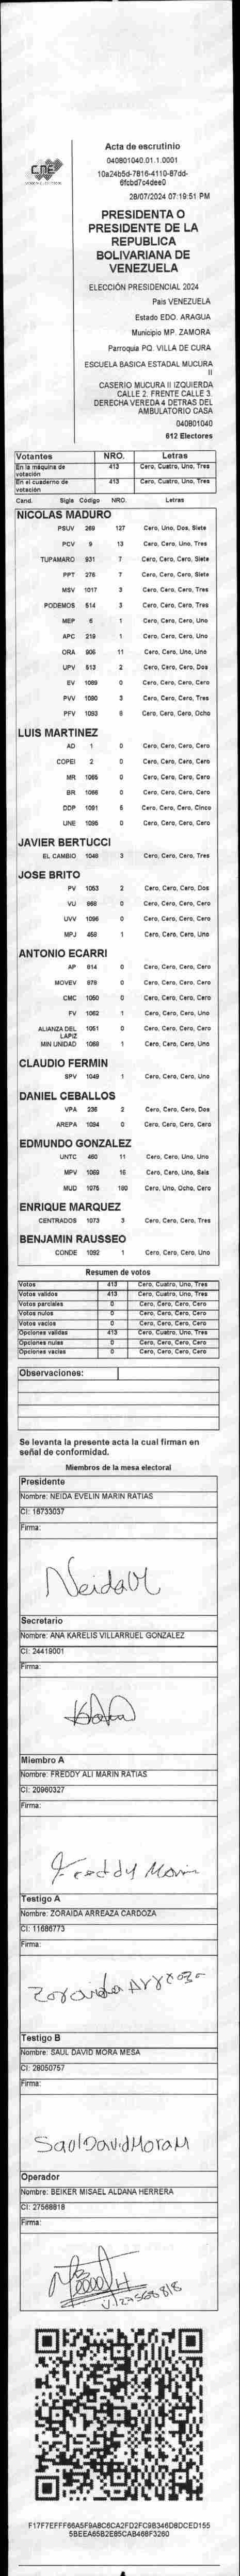 Acta de escrutinio
CNE
040801040.01.1.0001
10a24b5d-7816-4110-87dd-
6fcbd7c4dee0
28/07/2024 07:19:51 PM
PRESIDENTA O
PRESIDENTE DE LA
REPUBLICA
BOLIVARIANA DE
VENEZUELA
ELECCIÓN PRESIDENCIAL 2024
País VENEZUELA
Estado EDO. ARAGUA
Municipio MP. ZAMORA
Parroquia PQ. VILLA DE CURA
ESCUELA BASICA ESTADAL MUCURA
II
CASERIO MUCURA II IZQUIERDA
CALLE 2. FRENTE CALLE 3.
DERECHA VEREDA 4 DETRAS DEL
AMBULATORIO CASA
040801040
612 Electores
Votantes NRO. Letras
En la máquina de votación 413 Cero, Cuatro, Uno, Tres
En el cuaderno de votación 413 Cero, Cuatro, Uno, Tres
Cand. Sigla Código NRO. Letras
NICOLAS MADURO
PSUV 269 127 Cero, Uno, Dos, Siete
PCV 9 13 Cero, Cero, Uno, Tres
TUPAMARO 931 7 Cero, Cero, Cero, Siete
PPT 276 7 Cero, Cero, Cero, Siete
MSV 1017 3 Cero, Cero, Cero, Tres
PODEMOS 514 3 Cero, Cero, Cero, Tres
MEP 6 1 Cero, Cero, Cero, Uno
APC 219 1 Cero, Cero, Cero, Uno
ORA 906 11 Cero, Cero, Uno, Uno
UPV 513 2 Cero, Cero, Cero, Dos
EV 1089 0 Cero, Cero, Cero, Cero
PVV 1090 3 Cero, Cero, Cero, Tres
PFV 1093 8 Cero, Cero, Cero, Ocho
LUIS MARTINEZ
AD 1 0 Cero, Cero, Cero, Cero
COPEI 2 0 Cero, Cero, Cero, Cero
MR 1065 0 Cero, Cero, Cero, Cero
BR 1066 0 Cero, Cero, Cero, Cero
DDP 1091 5 Cero, Cero, Cero, Cinco
UNE 1095 0 Cero, Cero, Cero, Cero
JAVIER BERTUCCI
EL CAMBIO 1046 3 Cero, Cero, Cero, Tres
JOSE BRITO
PV 1053 2 Cero, Cero, Cero, Dos
VU 968 0 Cero, Cero, Cero, Cero
UVV 1096 0 Cero, Cero, Cero, Cero
MPJ 459 1 Cero, Cero, Cero, Uno
ANTONIO ECARRI
AP 814 0 Cero, Cero, Cero, Cero
MOVEV 979 0 Cero, Cero, Cero, Cero
CMC 1050 0 Cero, Cero, Cero, Cero
FV 1062 1 Cero, Cero, Cero, Uno
ALIANZA DEL LAPIZ 1051 0 Cero, Cero, Cero, Cero
MIN UNIDAD 1088 1 Cero, Cero, Cero, Uno
CLAUDIO FERMIN
SPV 1049 1 Cero, Cero, Cero, Uno
DANIEL CEBALLOS
VPA 236 2 Cero, Cero, Cero, Dos
AREPA 1094 0 Cero, Cero, Cero, Cero
EDMUNDO GONZALEZ
UNTC 460 11 Cero, Cero, Uno, Uno
MPV 1069 16 Cero, Cero, Uno, Seis
MUD 1076 180 Cero, Uno, Ocho, Cero
ENRIQUE MARQUEZ
CENTRADOS 1073 3 Cero, Cero, Cero, Tres
BENJAMIN RAUSSEO
CONDE 1092 1 Cero, Cero, Cero, Uno
Resumen de votos
Votos 413 Cero, Cuatro, Uno, Tres
Votos validos 413 Cero, Cuatro, Uno, Tres
Votos parciales 0 Cero, Cero, Cero, Cero
Votos nulos 0 Cero, Cero, Cero, Cero
Votos vacios 0 Cero, Cero, Cero, Cero
Opciones validas 413 Cero, Cuatro, Uno, Tres
Opciones nulas 0 Cero, Cero, Cero, Cero
Opciones vacias 0 Cero, Cero, Cero, Cero
Observaciones:
Se levanta la presente acta la cual firman en
señal de conformidad.
Miembros de la mesa electoral
Presidente
Nombre: NEIDA EVELIN MARIN RATIAS
CI: 16733037
Firma:
Secretario
Nombre: ANA KARELIS VILLARRUEL GONZALEZ
CI: 24419001
Firma:
Miembro A
Nombre: FREDDY ALI MARIN RATIAS
CI: 20960327
Firma:
Freddy Marin
Testigo A
Nombre: ZORAIDA ARREAZA CARDOZA
CI: 11686773
Firma:
Testigo B
Nombre: SAUL DAVID MORA MESA
CI: 28050757
Firma:
Saul David Mora M
Operador
Nombre: BEIKER MISAEL ALDANA HERRERA
CI: 27568818
Firma:
V. 27568818
F17F7EFFF66A5F9A8C6CA2FD2FC98346D8DCED155
5BEEA65B2E85CAB468F3260